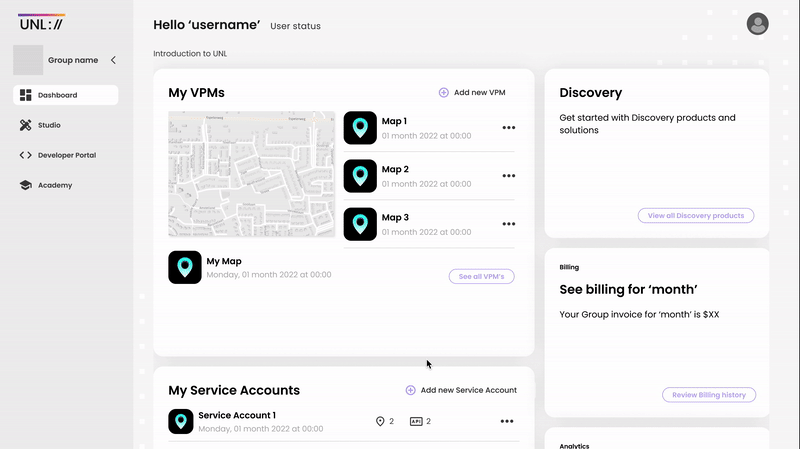 UNL://
Group name
Dashboard
Studio
Developer Portal
Academy
Hello ‘username’ User status
Introduction to UNL
My VPMs
Add new VPM
Map 1
01 month 2022 at 00:00
Map 2
01 month 2022 at 00:00
Map 3
01 month 2022 at 00:00
My Map
Monday, 01 month 2022 at 00:00
See all VPM's
My Service Accounts
Add new Service Account
Service Account 1
Monday, 01 month 2022 at 00:00
2
API 2
Discovery
Get started with Discovery products and
solutions
View all Discovery products
Billing
See billing for ‘month’
Your Group invoice for ‘month’ is $XX
Review Billing history
Analytics